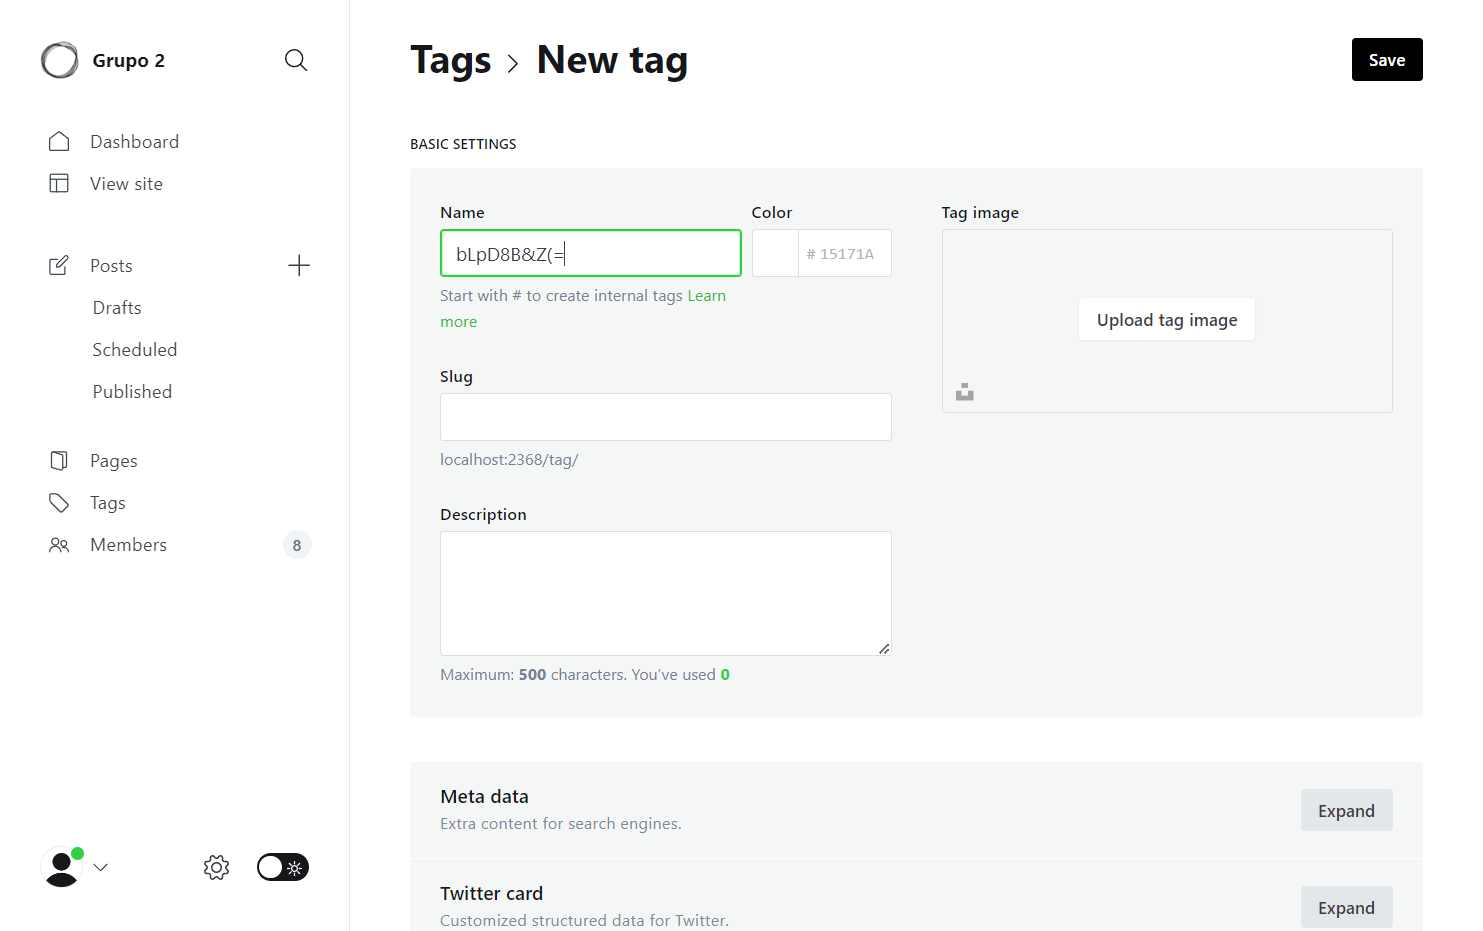 Grupo 2
Dashboard
View site
Posts
Drafts
Scheduled
Published
Pages
Tags
Members 8
Tags › New tag
Save
BASIC SETTINGS
Name
bLpD8B&Z(=
Start with # to create internal tags Learn
more
Color
# 15171A
Tag image
Upload tag image
Slug
localhost:2368/tag/
Description
Maximum: 500 characters. You’ve used 0
Meta data
Extra content for search engines.
Expand
Twitter card
Customized structured data for Twitter.
Expand